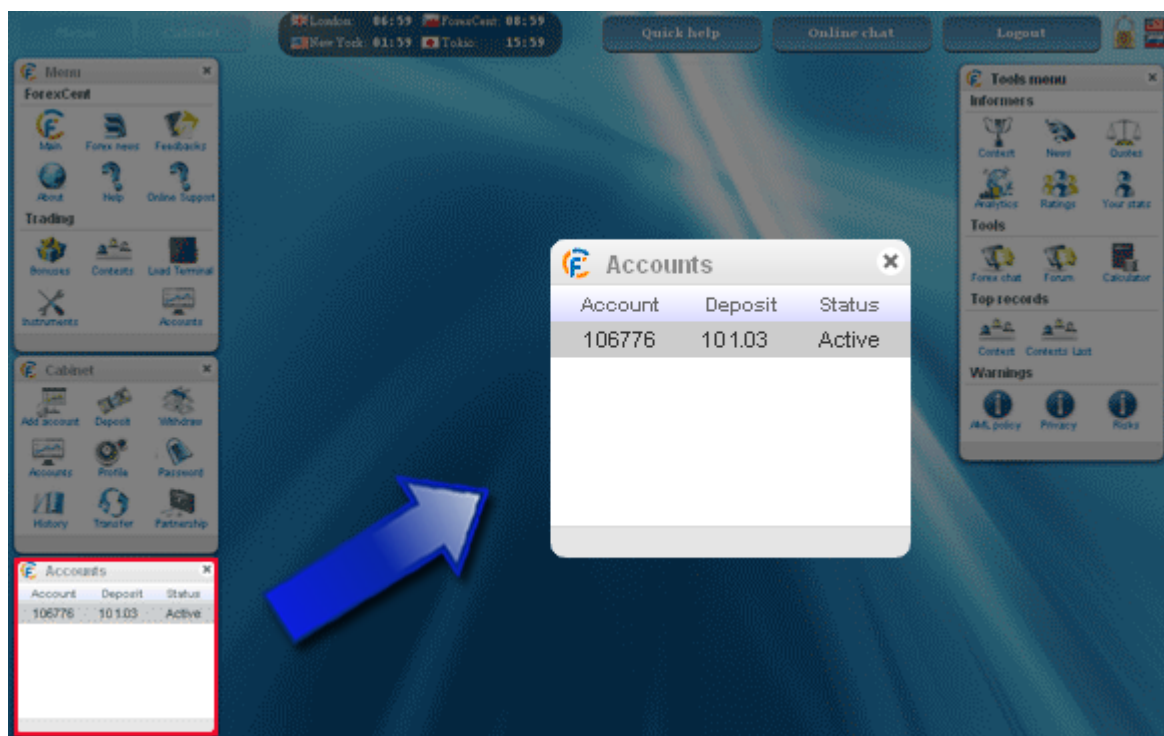 Menu Cabinet
London: 06:59 ForexCent: 08:59
New York: 01:59 Tokio: 15:59
Quick help Online chat Logout
Menu
ForexCent
Main Forex news Feedbacks
About Help Online Support
Trading
Bonuses Contests Load Terminal
Instruments Accounts
Cabinet
Add account Deposit Withdraw
Accounts Profile Password
History Transfer Partnership
Accounts
Account Deposit Status
106776 101.03 Active
Accounts
Account Deposit Status
106776 101.03 Active
Tools menu
Informers
Contest News Quotes
Analytics Ratings Your stats
Tools
Forex chat Forum Calculator
Top records
Contest Contests Last
Warnings
AML policy Privacy Risks